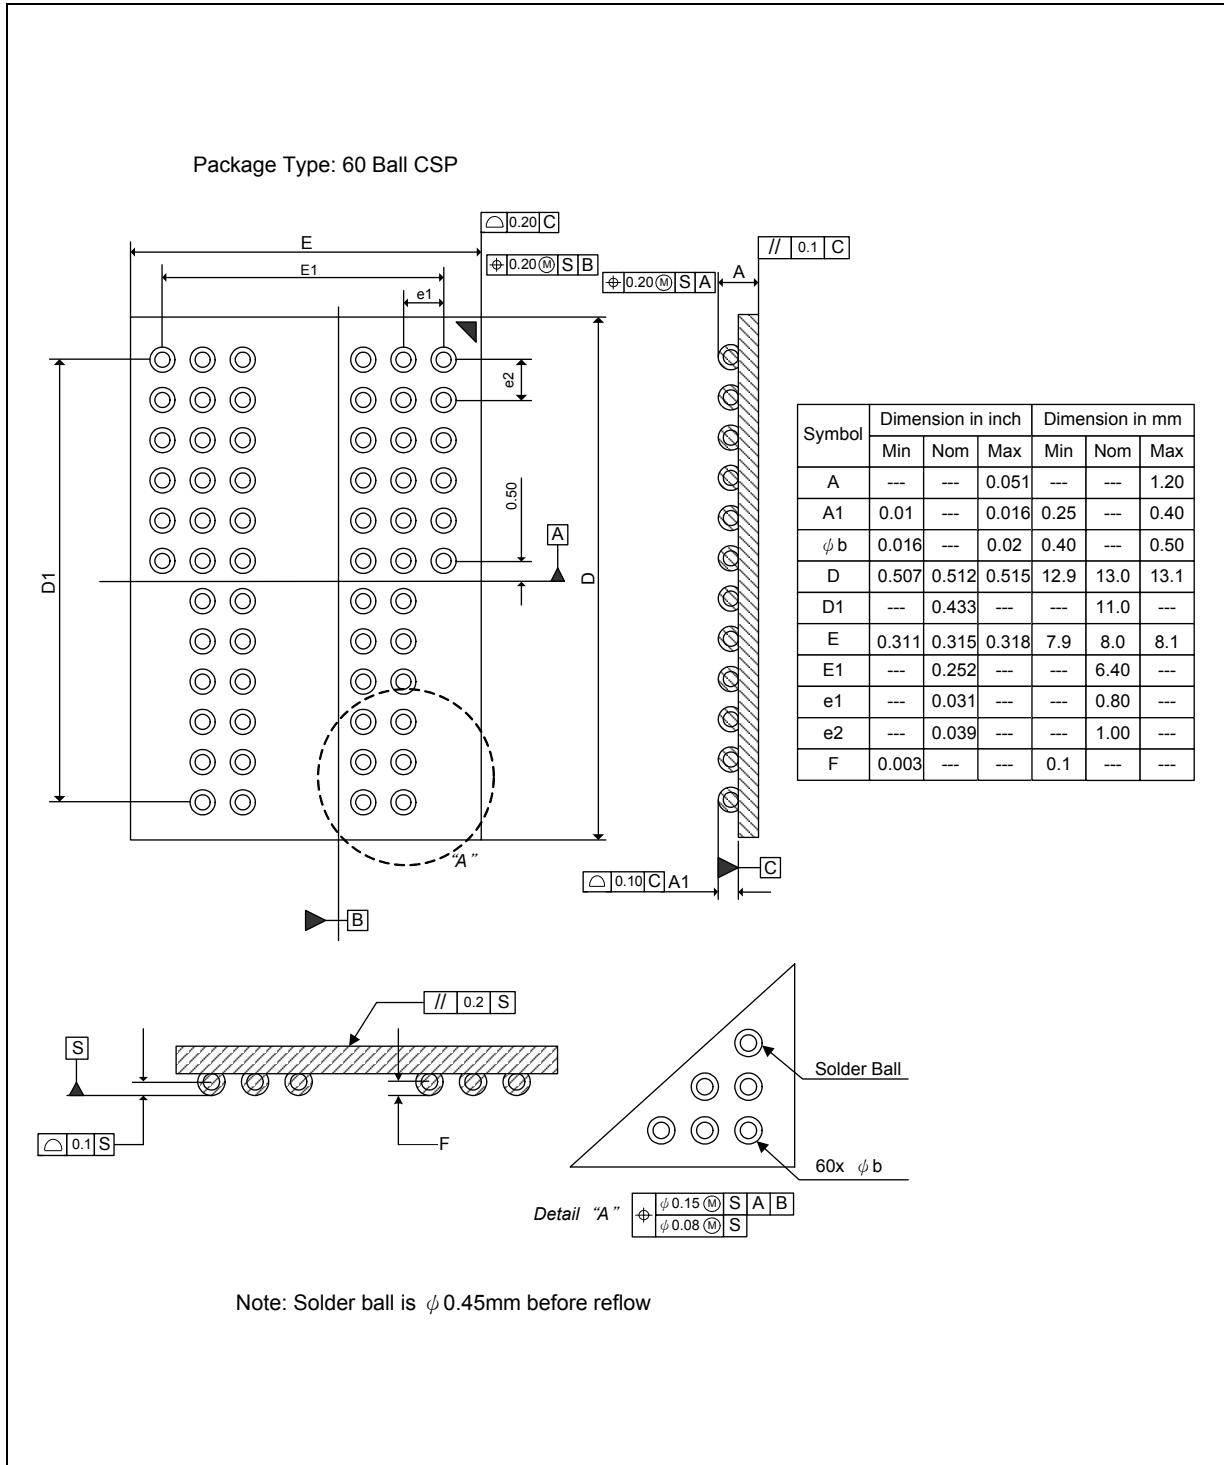 Package Type: 60 Ball CSP
0.20 C
E
0.20 Ⓜ S B
E1
e1
// 0.1 C
A
0.20 Ⓜ S A
e2
0.50
A
D1
D
"A"
B
0.10 C A1
C
Symbol Dimension in inch Dimension in mm
Min Nom Max Min Nom Max
A --- --- 0.051 --- --- 1.20
A1 0.01 --- 0.016 0.25 --- 0.40
ϕ b 0.016 --- 0.02 0.40 --- 0.50
D 0.507 0.512 0.515 12.9 13.0 13.1
D1 --- 0.433 --- --- 11.0 ---
E 0.311 0.315 0.318 7.9 8.0 8.1
E1 --- 0.252 --- --- 6.40 ---
e1 --- 0.031 --- --- 0.80 ---
e2 --- 0.039 --- --- 1.00 ---
F 0.003 --- --- 0.1 --- ---
// 0.2 S
S
0.1 S
F
Solder Ball
60x ϕ b
Detail "A"
ϕ 0.15 Ⓜ S A B
ϕ 0.08 Ⓜ S
Note: Solder ball is ϕ 0.45mm before reflow